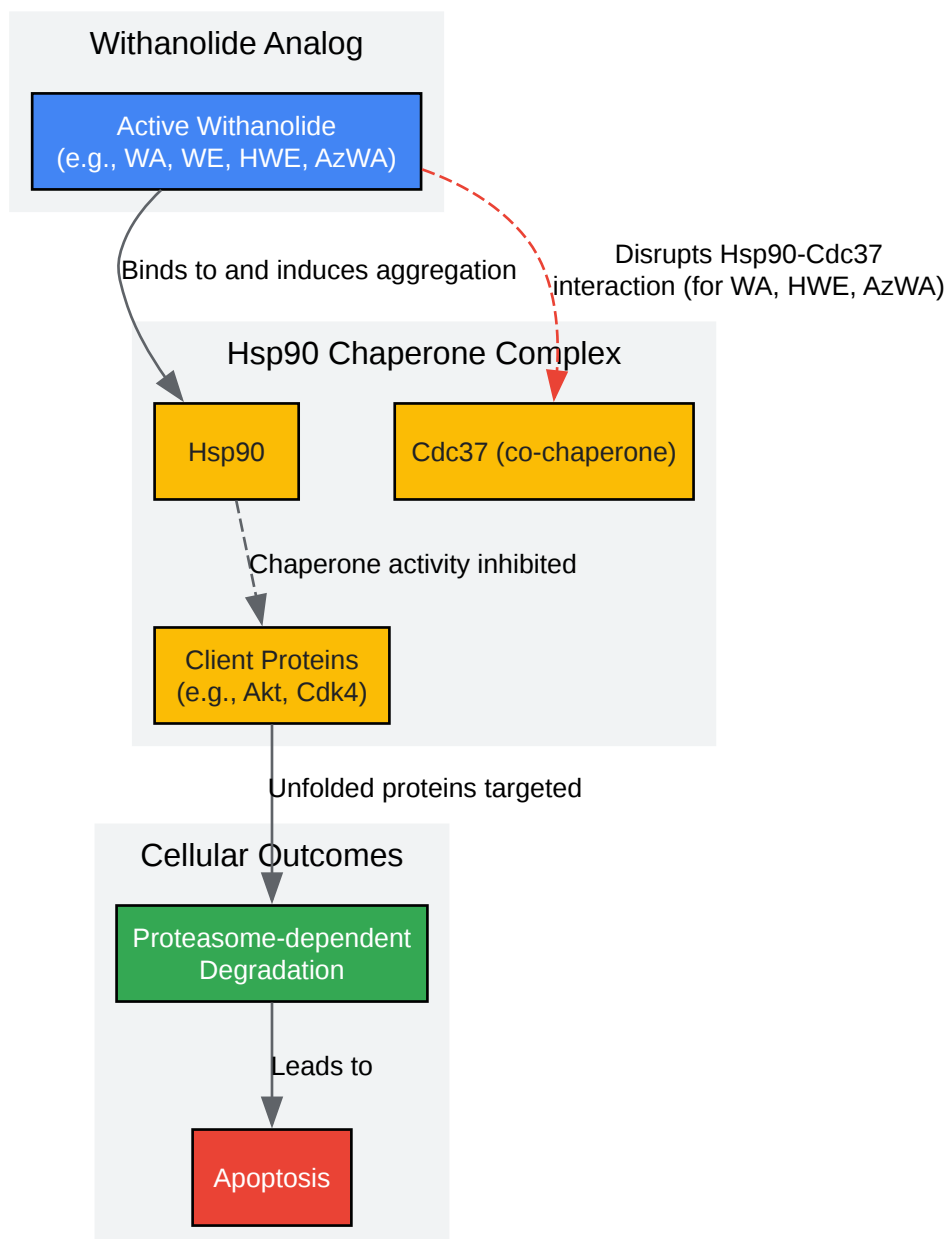 Withanolide Analog
Active Withanolide
(e.g., WA, WE, HWE, AzWA)
Binds to and induces aggregation
Disrupts Hsp90-Cdc37
interaction (for WA, HWE, AzWA)
Hsp90 Chaperone Complex
Hsp90
Cdc37 (co-chaperone)
Chaperone activity inhibited
Client Proteins
(e.g., Akt, Cdk4)
Unfolded proteins targeted
Cellular Outcomes
Proteasome-dependent
Degradation
Leads to
Apoptosis